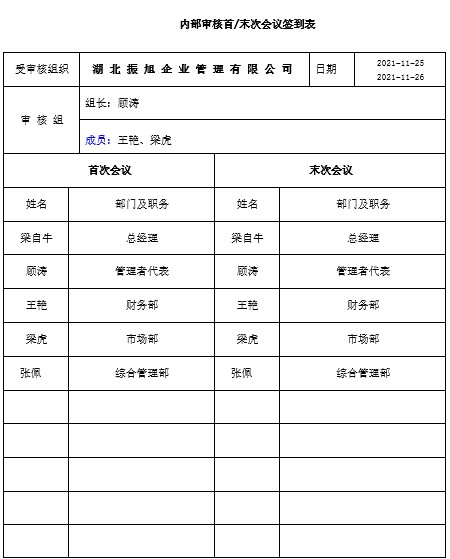 内部审核首/末次会议签到表
受审核组织 湖北振旭企业管理有限公司 日期 2021-11-25
2021-11-26
审核组 组长：顾涛
成员：王艳、梁虎
首次会议 末次会议
姓名 部门及职务 姓名 部门及职务
梁自牛 总经理 梁自牛 总经理
顾涛 管理者代表 顾涛 管理者代表
王艳 财务部 王艳 财务部
梁虎 市场部 梁虎 市场部
张佩 综合管理部 张佩 综合管理部